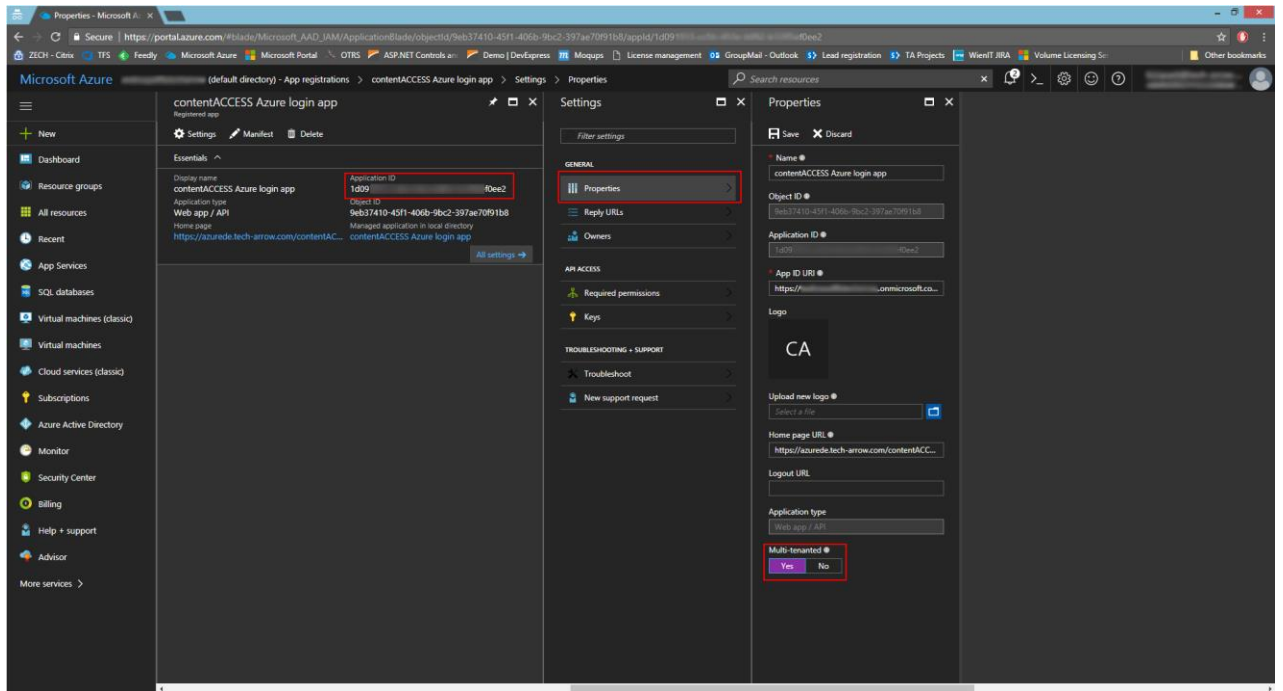 Properties - Microsoft A
Secure | https://portal.azure.com/#blade/Microsoft_AAD_IAM/ApplicationBlade/objectId/9eb37410-45f1-406b-9bc2-397ae70f91b8/appId/1d09 f0ee2
ZECH - Citrix TFS Feedly Microsoft Azure Microsoft Portal OTRS ASP.NET Controls an Demo | DevExpress Moqups License management GroupMail - Outlook Lead registration TA Projects WienIT JIRA Volume Licensing Se Other bookmarks
Microsoft Azure (default directory) - App registrations > contentACCESS Azure login app > Settings > Properties Search resources
New
Dashboard
Resource groups
All resources
Recent
App Services
SQL databases
Virtual machines (classic)
Virtual machines
Cloud services (classic)
Subscriptions
Azure Active Directory
Monitor
Security Center
Billing
Help + support
Advisor
More services >
contentACCESS Azure login app
Registered app
Settings Manifest Delete
Essentials
Display name
contentACCESS Azure login app
Application ID
1d09 f0ee2
Application type
Web app / API
Object ID
9eb37410-45f1-406b-9bc2-397ae70f91b8
Home page
https://azurede.tech-arrow.com/contentAC...
Managed application in local directory
contentACCESS Azure login app
All settings →
Settings
Filter settings
GENERAL
Properties
Reply URLs
Owners
API ACCESS
Required permissions
Keys
TROUBLESHOOTING + SUPPORT
Troubleshoot
New support request
Properties
Save Discard
* Name
contentACCESS Azure login app
Object ID
9eb37410-45f1-406b-9bc2-397ae70f91b8
Application ID
1d09 f0ee2
* App ID URI
https:// .onmicrosoft.co...
Logo
CA
Upload new logo
Select a file
Home page URL
https://azurede.tech-arrow.com/contentACC...
Logout URL
Application type
Web app / API
Multi-tenanted
Yes No